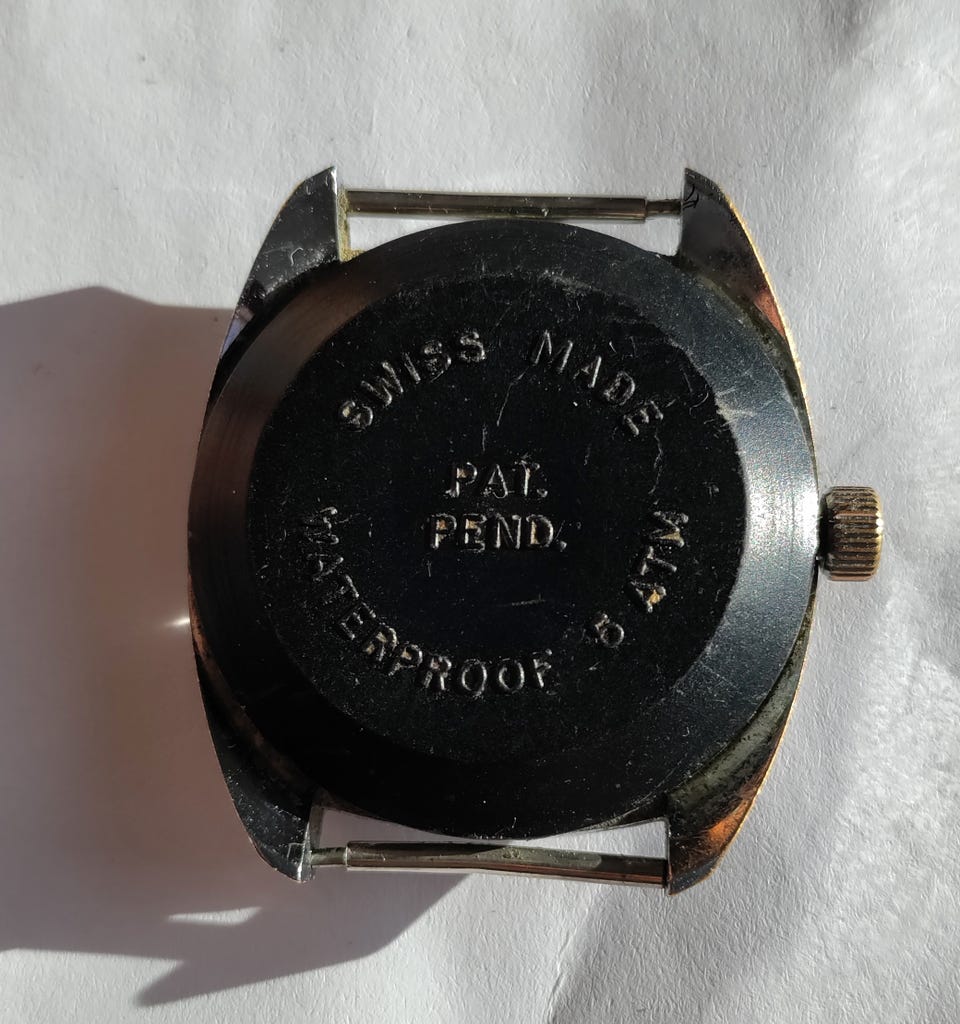 SWISS MADE
PAT.
PEND.
WATERPROOF 5 ATM